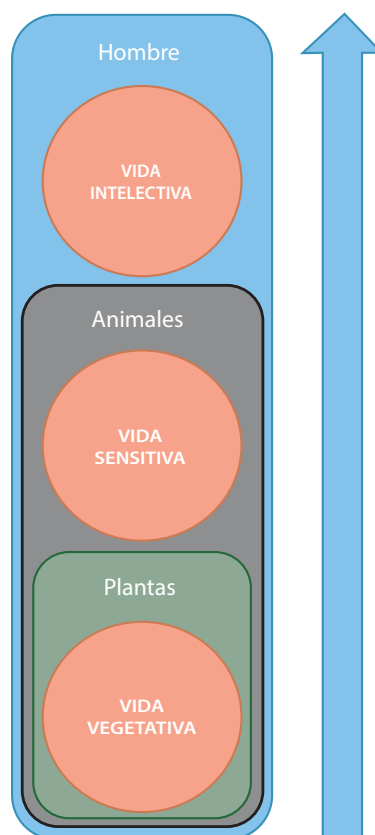 Hombre
VIDA
INTELECTIVA
Animales
VIDA
SENSITIVA
Plantas
VIDA
VEGETATIVA